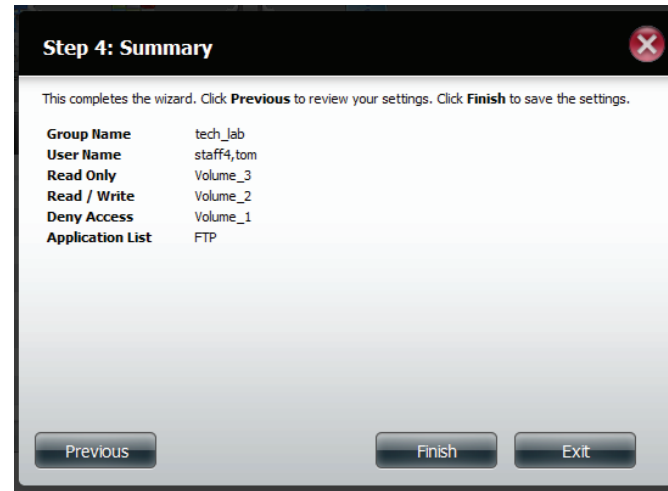 Step 4: Summary
This completes the wizard. Click Previous to review your settings. Click Finish to save the settings.
Group Name tech_lab
User Name staff4,tom
Read Only Volume_3
Read / Write Volume_2
Deny Access Volume_1
Application List FTP
Previous Finish Exit